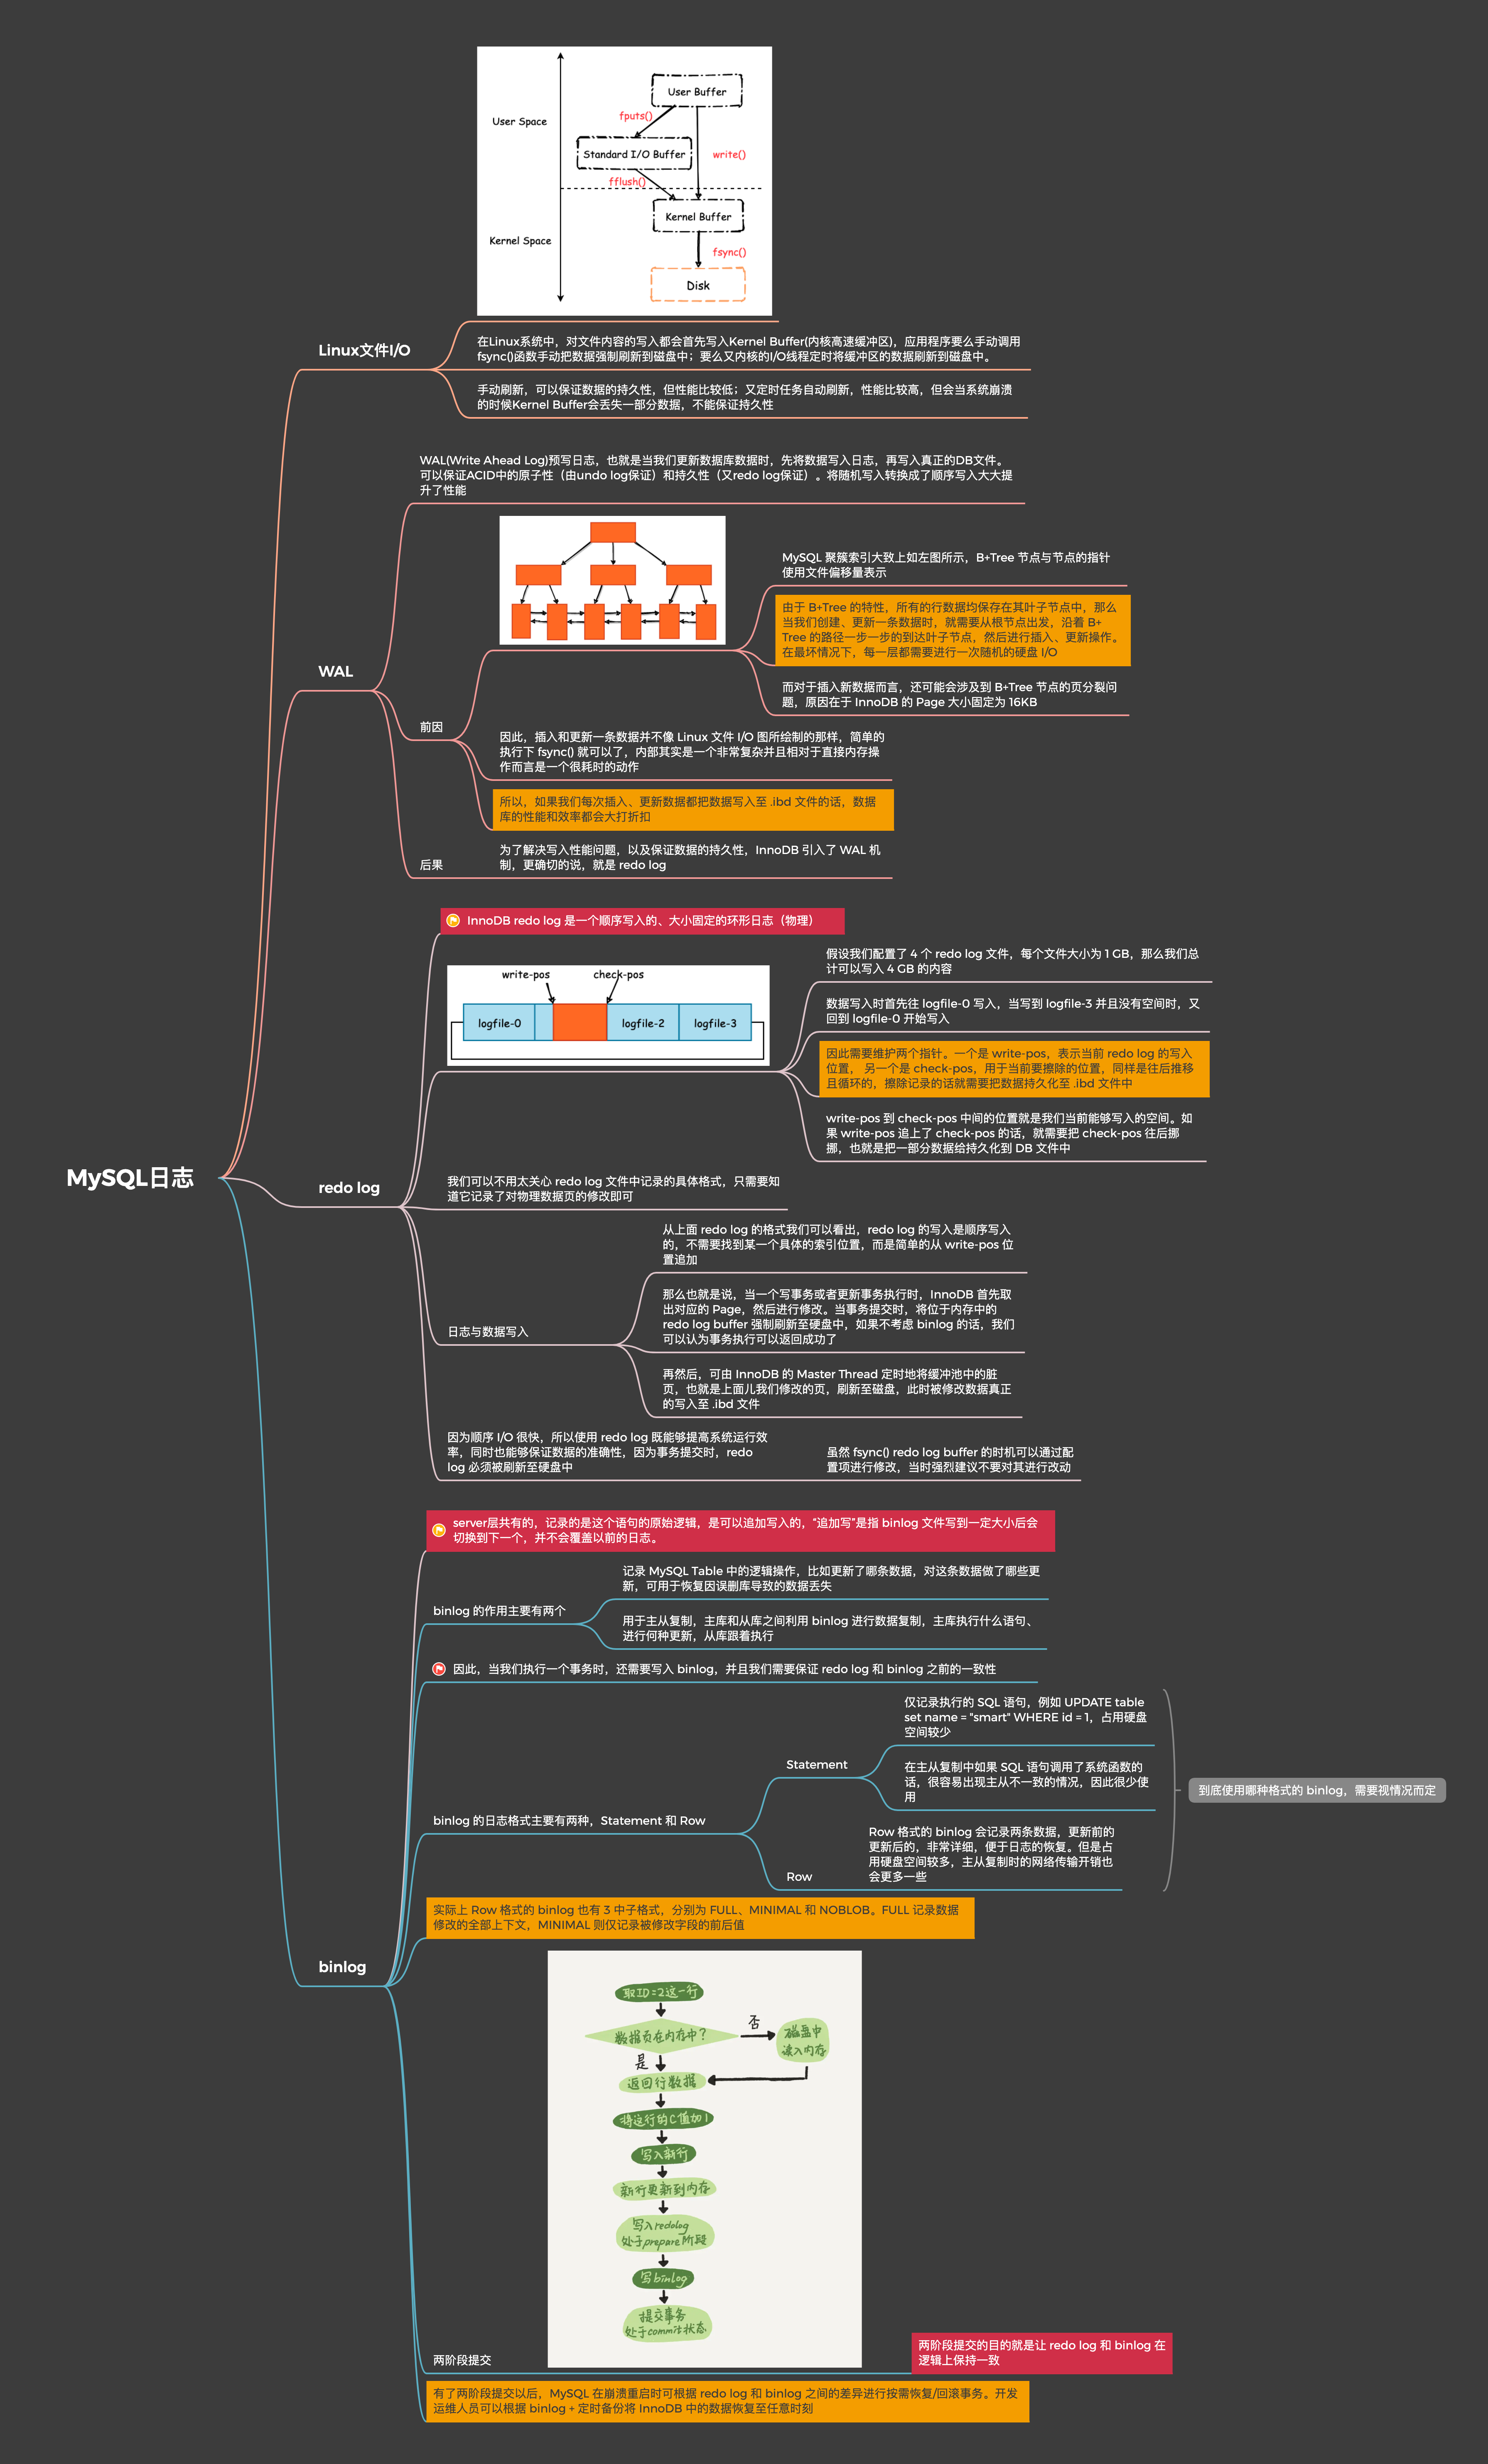 MySQL日志
Linux文件I/O
User Space
Kernel Space
User Buffer
fputs()
Standard I/O Buffer
write()
fflush()
Kernel Buffer
fsync()
Disk
在Linux系统中，对文件内容的写入都会首先写入Kernel Buffer(内核高速缓冲区)，应用程序要么手动调用
fsync()函数手动把数据强制刷新到磁盘中；要么又内核的I/O线程定时将缓冲区的数据刷新到磁盘中。
手动刷新，可以保证数据的持久性，但性能比较低；又定时任务自动刷新，性能比较高，但会当系统崩溃
的时候Kernel Buffer会丢失一部分数据，不能保证持久性
WAL
WAL(Write Ahead Log)预写日志，也就是当我们更新数据库数据时，先将数据写入日志，再写入真正的DB文件。
可以保证ACID中的原子性（由undo log保证）和持久性（又redo log保证）。将随机写入转换成了顺序写入大大提
升了性能
前因
MySQL 聚簇索引大致上如左图所示，B+Tree 节点与节点的指针
使用文件偏移量表示
由于 B+Tree 的特性，所有的行数据均保存在其叶子节点中，那么
当我们创建、更新一条数据时，就需要从根节点出发，沿着 B+
Tree 的路径一步一步的到达叶子节点，然后进行插入、更新操作。
在最坏情况下，每一层都需要进行一次随机的硬盘 I/O
而对于插入新数据而言，还可能会涉及到 B+Tree 节点的页分裂问
题，原因在于 InnoDB 的 Page 大小固定为 16KB
因此，插入和更新一条数据并不像 Linux 文件 I/O 图所绘制的那样，简单的
执行下 fsync() 就可以了，内部其实是一个非常复杂并且相对于直接内存操
作而言是一个很耗时的动作
所以，如果我们每次插入、更新数据都把数据写入至 .ibd 文件的话，数据
库的性能和效率都会大打折扣
后果
为了解决写入性能问题，以及保证数据的持久性，InnoDB 引入了 WAL 机
制，更确切的说，就是 redo log
redo log
InnoDB redo log 是一个顺序写入的、大小固定的环形日志（物理）
write-pos
check-pos
logfile-0
logfile-2
logfile-3
假设我们配置了 4 个 redo log 文件，每个文件大小为 1 GB，那么我们总
计可以写入 4 GB 的内容
数据写入时首先往 logfile-0 写入，当写到 logfile-3 并且没有空间时，又
回到 logfile-0 开始写入
因此需要维护两个指针。一个是 write-pos，表示当前 redo log 的写入
位置， 另一个是 check-pos，用于当前要擦除的位置，同样是往后推移
且循环的，擦除记录的话就需要把数据持久化至 .ibd 文件中
write-pos 到 check-pos 中间的位置就是我们当前能够写入的空间。如
果 write-pos 追上了 check-pos 的话，就需要把 check-pos 往后挪
挪，也就是把一部分数据给持久化到 DB 文件中
我们可以不用太关心 redo log 文件中记录的具体格式，只需要知
道它记录了对物理数据页的修改即可
日志与数据写入
从上面 redo log 的格式我们可以看出，redo log 的写入是顺序写入
的，不需要找到某一个具体的索引位置，而是简单的从 write-pos 位
置追加
那么也就是说，当一个写事务或者更新事务执行时，InnoDB 首先取
出对应的 Page，然后进行修改。当事务提交时，将位于内存中的
redo log buffer 强制刷新至硬盘中，如果不考虑 binlog 的话，我们
可以认为事务执行可以返回成功了
再然后，可由 InnoDB 的 Master Thread 定时地将缓冲池中的脏
页，也就是上面儿我们修改的页，刷新至磁盘，此时被修改数据真正
的写入至 .ibd 文件
因为顺序 I/O 很快，所以使用 redo log 既能够提高系统运行效
率，同时也能够保证数据的准确性，因为事务提交时，redo
log 必须被刷新至硬盘中
虽然 fsync() redo log buffer 的时机可以通过配
置项进行修改，当时强烈建议不要对其进行改动
binlog
server层共有的，记录的是这个语句的原始逻辑，是可以追加写入的，“追加写”是指 binlog 文件写到一定大小后会
切换到下一个，并不会覆盖以前的日志。
binlog 的作用主要有两个
记录 MySQL Table 中的逻辑操作，比如更新了哪条数据，对这条数据做了哪些更
新，可用于恢复因误删库导致的数据丢失
用于主从复制，主库和从库之间利用 binlog 进行数据复制，主库执行什么语句、
进行何种更新，从库跟着执行
因此，当我们执行一个事务时，还需要写入 binlog，并且我们需要保证 redo log 和 binlog 之前的一致性
binlog 的日志格式主要有两种，Statement 和 Row
Statement
仅记录执行的 SQL 语句，例如 UPDATE table
set name = "smart" WHERE id = 1，占用硬盘
空间较少
在主从复制中如果 SQL 语句调用了系统函数的
话，很容易出现主从不一致的情况，因此很少使
用
Row
Row 格式的 binlog 会记录两条数据，更新前的
更新后的，非常详细，便于日志的恢复。但是占
用硬盘空间较多，主从复制时的网络传输开销也
会更多一些
到底使用哪种格式的 binlog，需要视情况而定
实际上 Row 格式的 binlog 也有 3 中子格式，分别为 FULL、MINIMAL 和 NOBLOB。FULL 记录数据
修改的全部上下文，MINIMAL 则仅记录被修改字段的前后值
两阶段提交
取ID=2这一行
数据页在内存中？
否
磁盘中
读入内存
是
返回行数据
将这行的C值加1
写入新行
新行更新到内存
写入redolog
处于prepare阶段
写binlog
提交事务
处于commit状态
两阶段提交的目的就是让 redo log 和 binlog 在
逻辑上保持一致
有了两阶段提交以后，MySQL 在崩溃重启时可根据 redo log 和 binlog 之间的差异进行按需恢复/回滚事务。开发
运维人员可以根据 binlog + 定时备份将 InnoDB 中的数据恢复至任意时刻